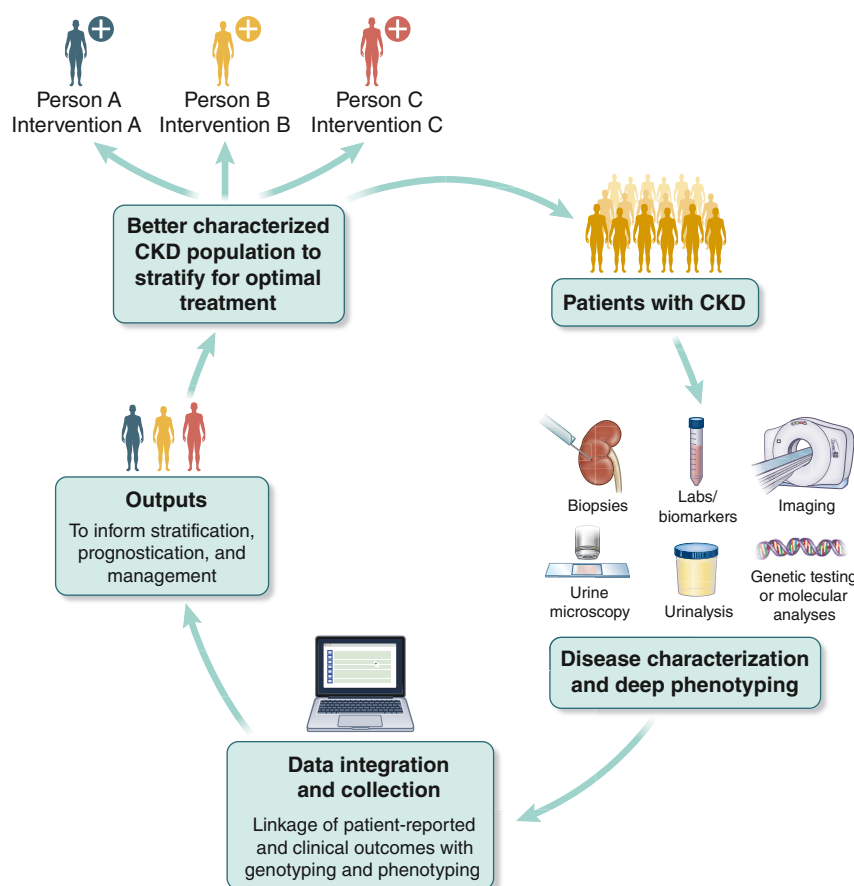 Person A
Intervention A
Person B
Intervention B
Person C
Intervention C
Better characterized
CKD population to
stratify for optimal
treatment
Patients with CKD
Biopsies
Labs/
biomarkers
Imaging
Urine
microscopy
Urinalysis
Genetic testing
or molecular
analyses
Disease characterization
and deep phenotyping
Data integration
and collection
Linkage of patient-reported
and clinical outcomes with
genotyping and phenotyping
Outputs
To inform stratification,
prognostication, and
management